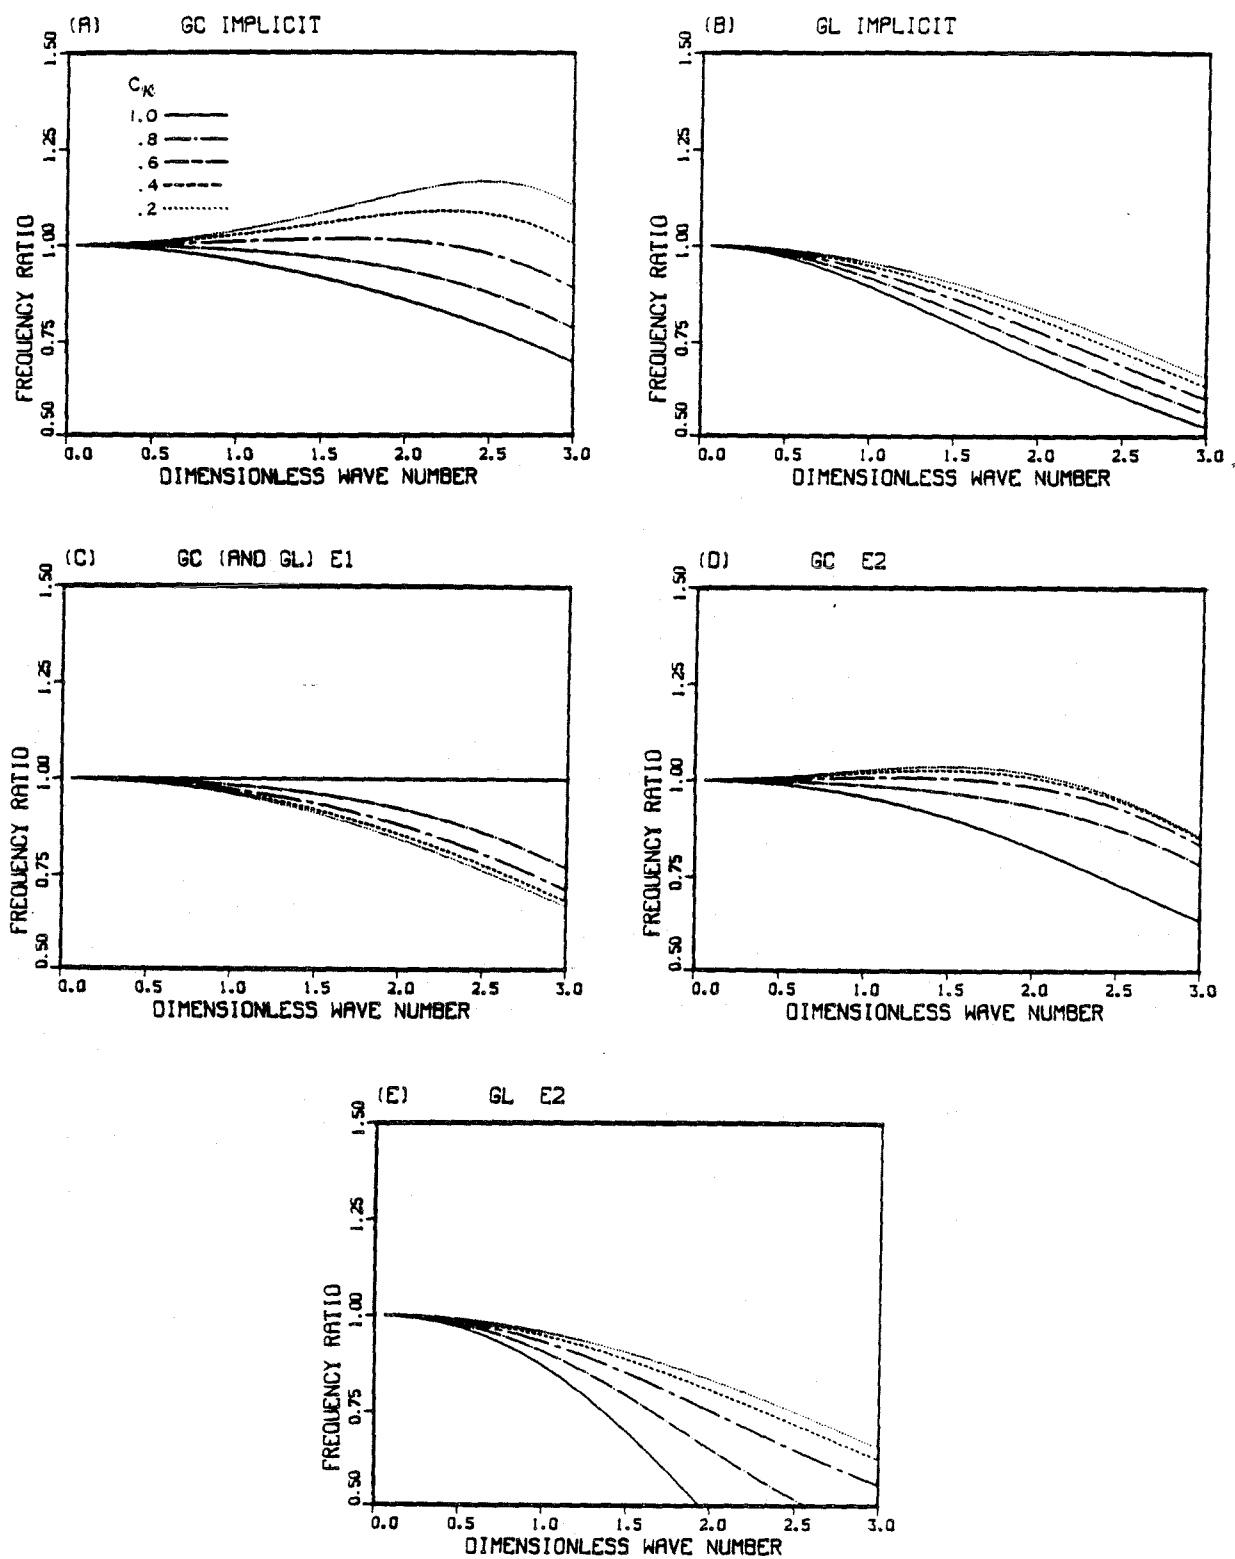 (A) GC IMPLICIT
1.50
1.25
1.00
0.75
0.50
FREQUENCY RATIO
Cκ
1.0
.8
.6
.4
.2
0.0 0.5 1.0 1.5 2.0 2.5 3.0
DIMENSIONLESS WAVE NUMBER
(B) GL IMPLICIT
1.50
1.25
1.00
0.75
0.50
FREQUENCY RATIO
0.0 0.5 1.0 1.5 2.0 2.5 3.0
DIMENSIONLESS WAVE NUMBER
(C) GC (AND GL) E1
1.50
1.25
1.00
0.75
0.50
FREQUENCY RATIO
0.0 0.5 1.0 1.5 2.0 2.5 3.0
DIMENSIONLESS WAVE NUMBER
(D) GC E2
1.50
1.25
1.00
0.75
0.50
FREQUENCY RATIO
0.0 0.5 1.0 1.5 2.0 2.5 3.0
DIMENSIONLESS WAVE NUMBER
(E) GL E2
1.50
1.25
1.00
0.75
0.50
FREQUENCY RATIO
0.0 0.5 1.0 1.5 2.0 2.5 3.0
DIMENSIONLESS WAVE NUMBER